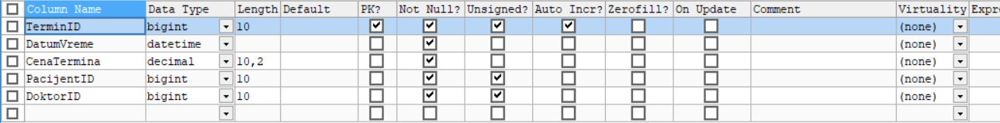 Column Name Data Type Length Default PK? Not Null? Unsigned? Auto Incr? Zerofill? On Update Comment Virtuality Expr
TerminID bigint 10 (none)
DatumVreme datetime (none)
CenaTermina decimal 10,2 (none)
PacijentID bigint 10 (none)
DoktorID bigint 10 (none)